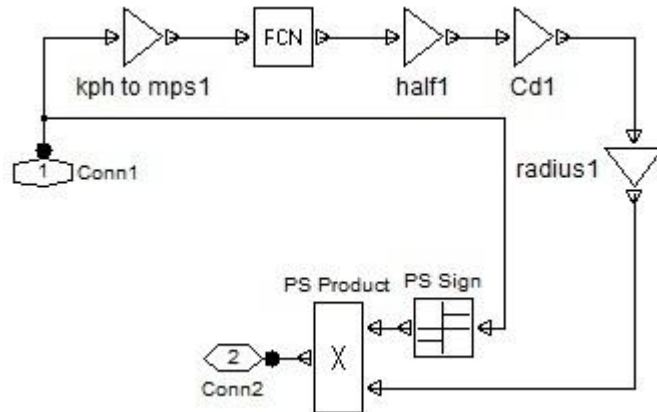 FCN
kph to mps1
half1
Cd1
1
Conn1
radius1
PS Product
PS Sign
X
2
Conn2